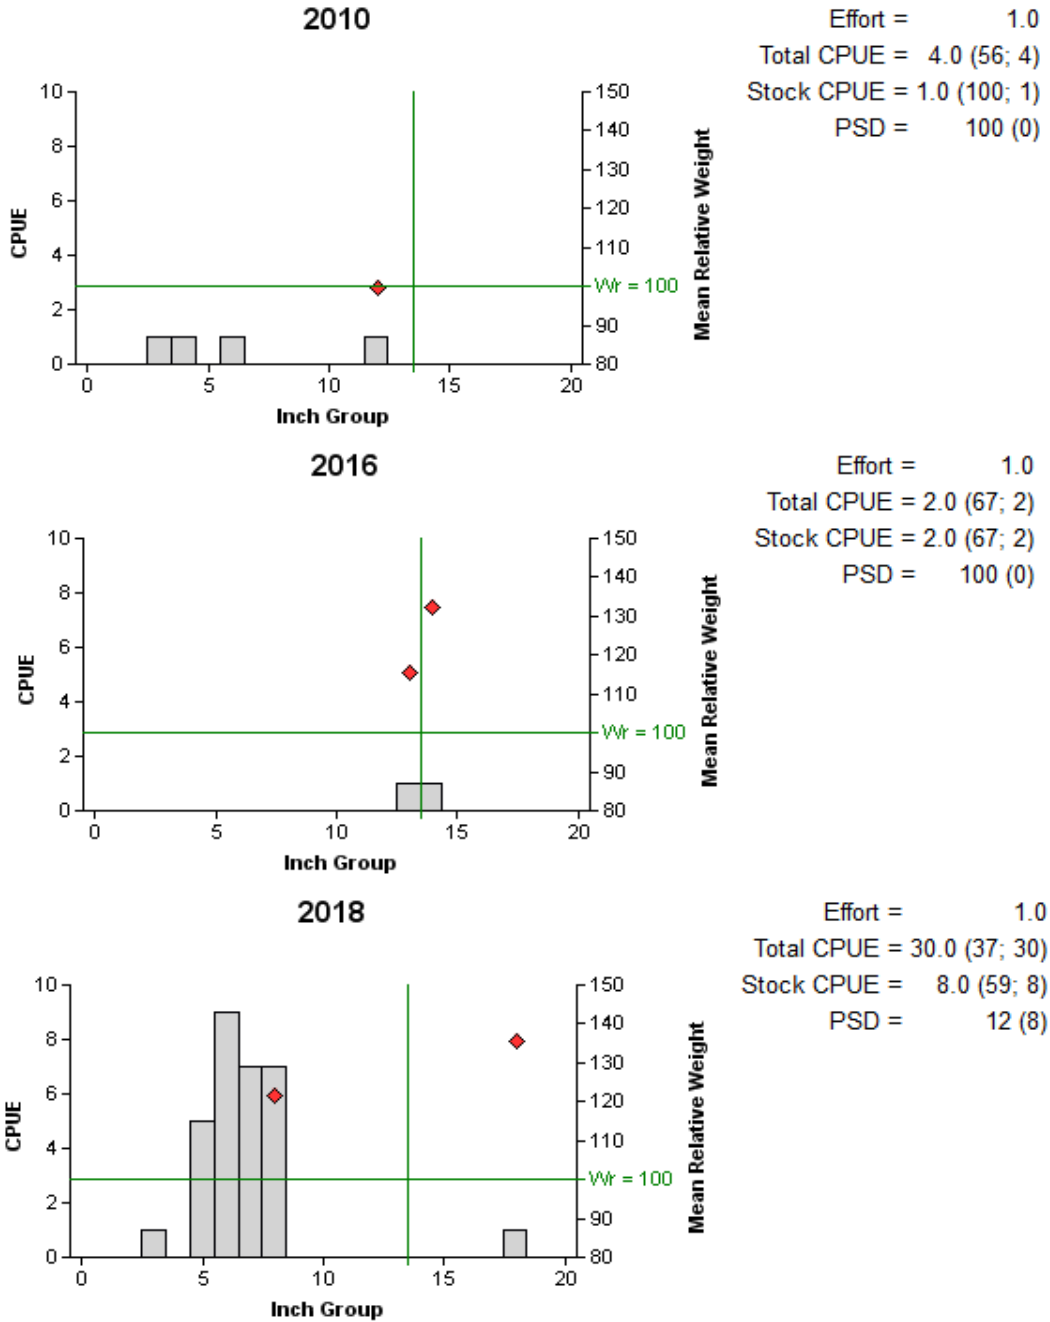 2010
Effort = 1.0
Total CPUE = 4.0 (56; 4)
Stock CPUE = 1.0 (100; 1)
PSD = 100 (0)
10
8
6
4
2
0
CPUE
150
140
130
120
110
Wr = 100
90
80
Mean Relative Weight
0 5 10 15 20
Inch Group
2016
Effort = 1.0
Total CPUE = 2.0 (67; 2)
Stock CPUE = 2.0 (67; 2)
PSD = 100 (0)
10
8
6
4
2
0
CPUE
150
140
130
120
110
Wr = 100
90
80
Mean Relative Weight
0 5 10 15 20
Inch Group
2018
Effort = 1.0
Total CPUE = 30.0 (37; 30)
Stock CPUE = 8.0 (59; 8)
PSD = 12 (8)
10
8
6
4
2
0
CPUE
150
140
130
120
110
Wr = 100
90
80
Mean Relative Weight
0 5 10 15 20
Inch Group